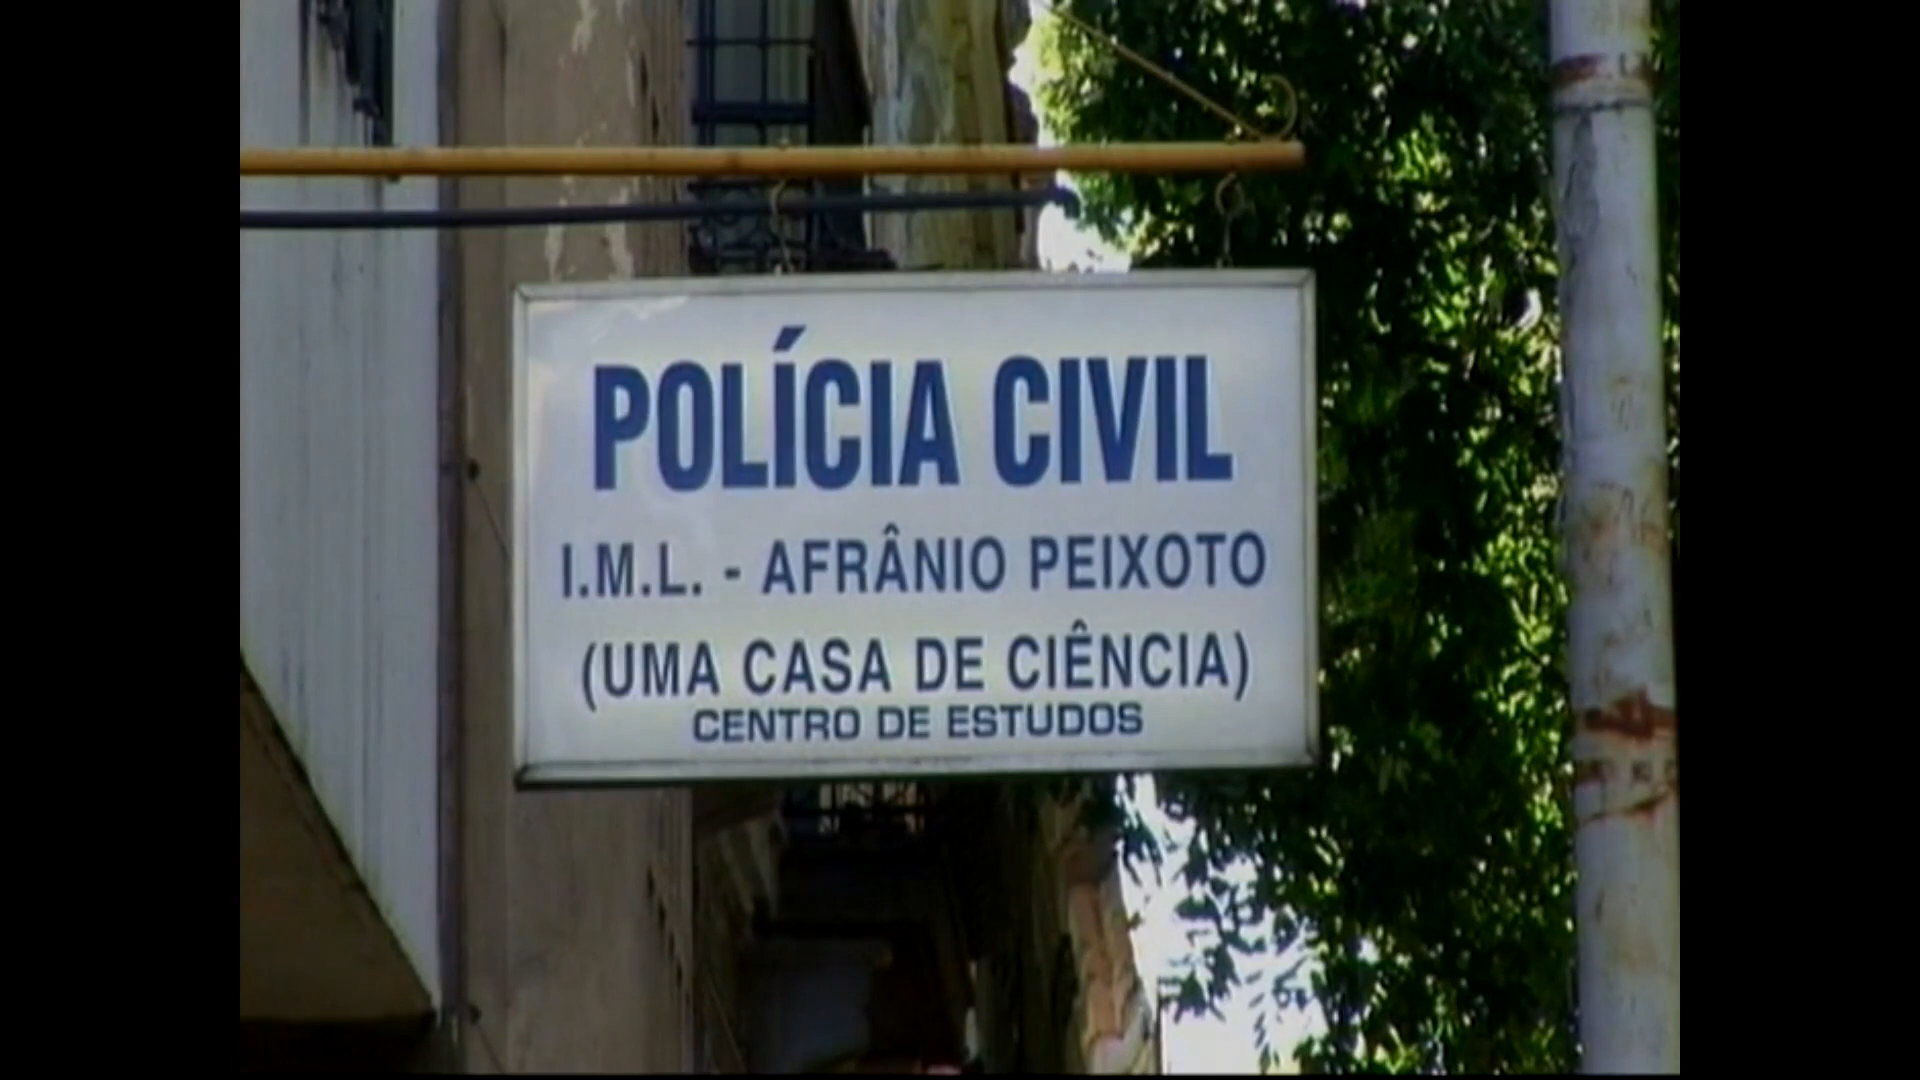 POLÍCIA CIVIL
I.M.L. - AFRÂNIO PEIXOTO
(UMA CASA DE CIÊNCIA)
CENTRO DE ESTUDOS